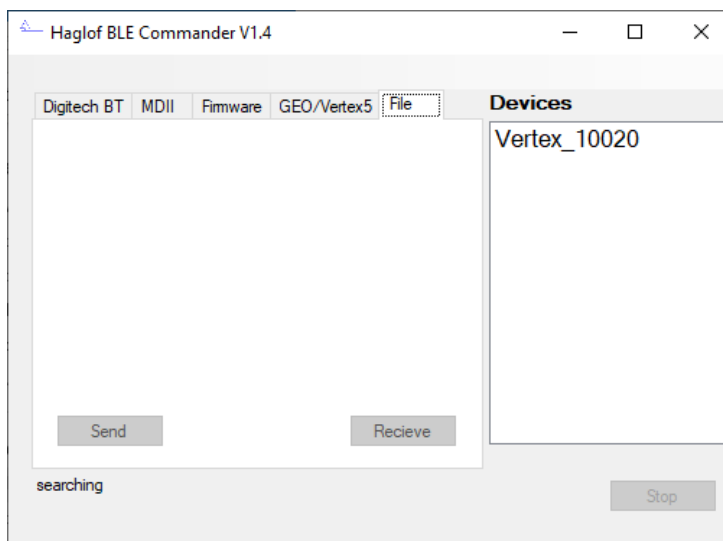 Haglof BLE Commander V1.4
Digitech BT MDII Firmware GEO/Vertex5 File
Devices
Vertex_10020
Send Recieve
searching
Stop